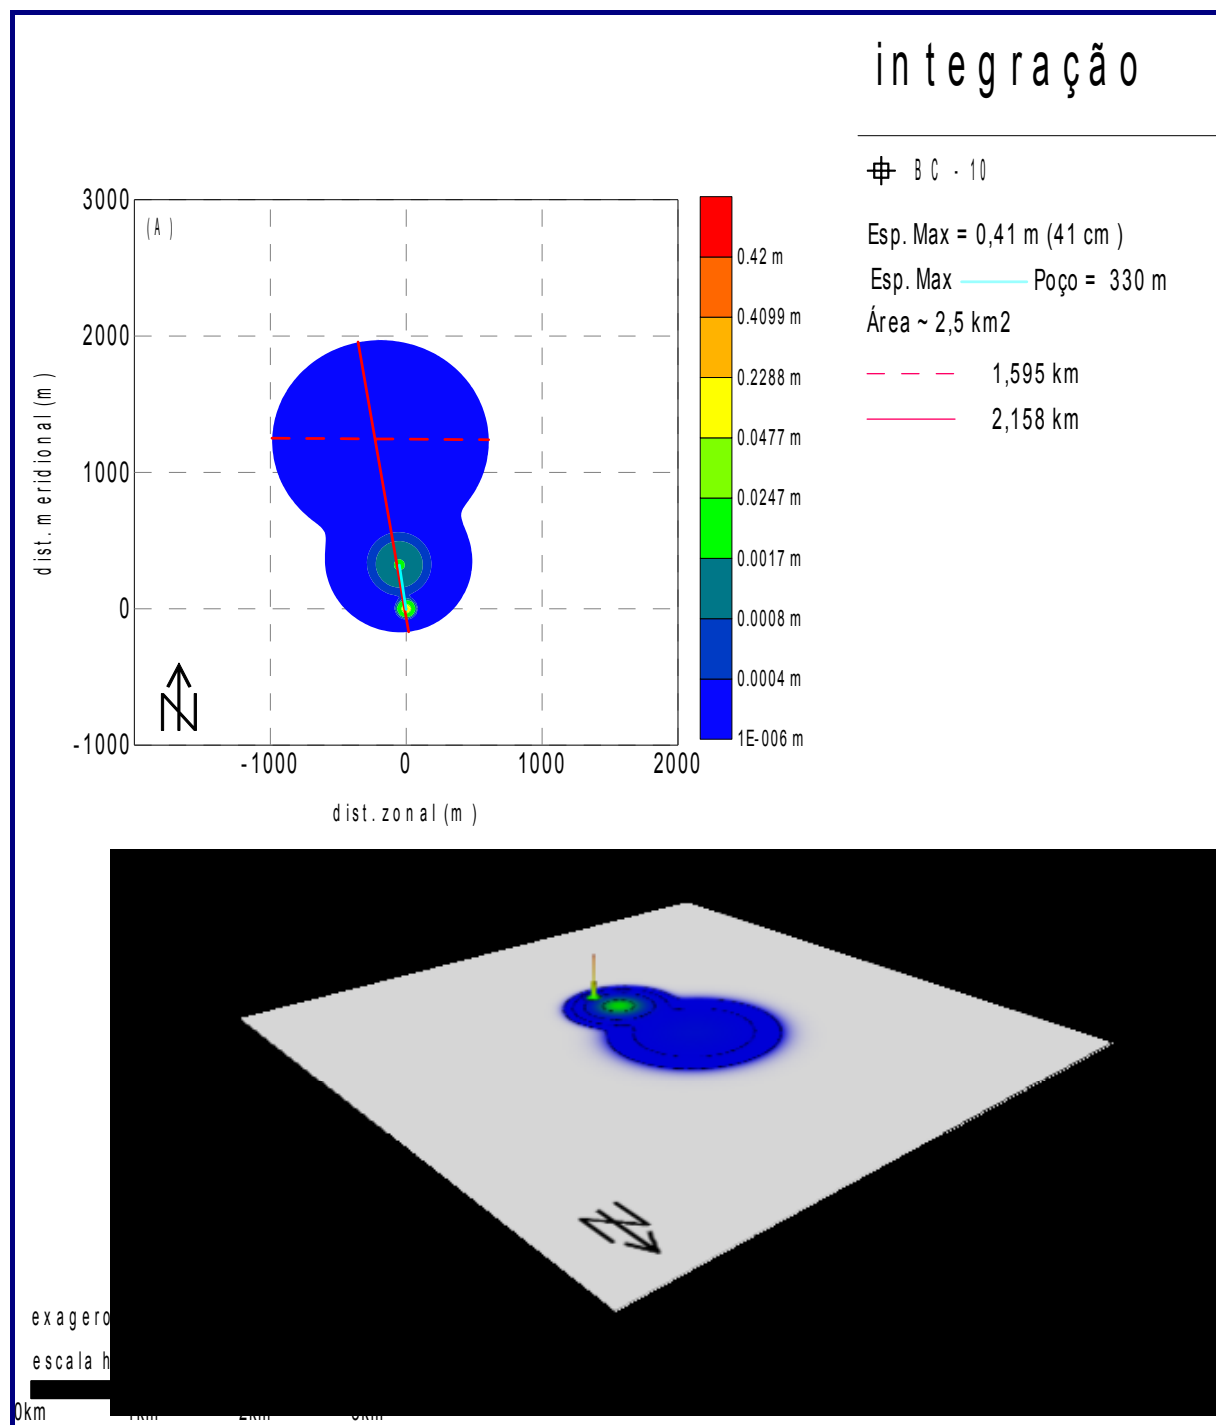 integração
BC - 10
Esp. Max = 0,41 m (41 cm)
Esp. Max Poço = 330 m
Área ~ 2,5 km2
1,595 km
2,158 km
(A)
3000
2000
1000
0
-1000
dist. meridional (m)
-1000
0
1000
2000
dist. zonal (m)
0.42 m
0.4099 m
0.2288 m
0.0477 m
0.0247 m
0.0017 m
0.0008 m
0.0004 m
1E-006 m
N
N
exagero
escala h
0km